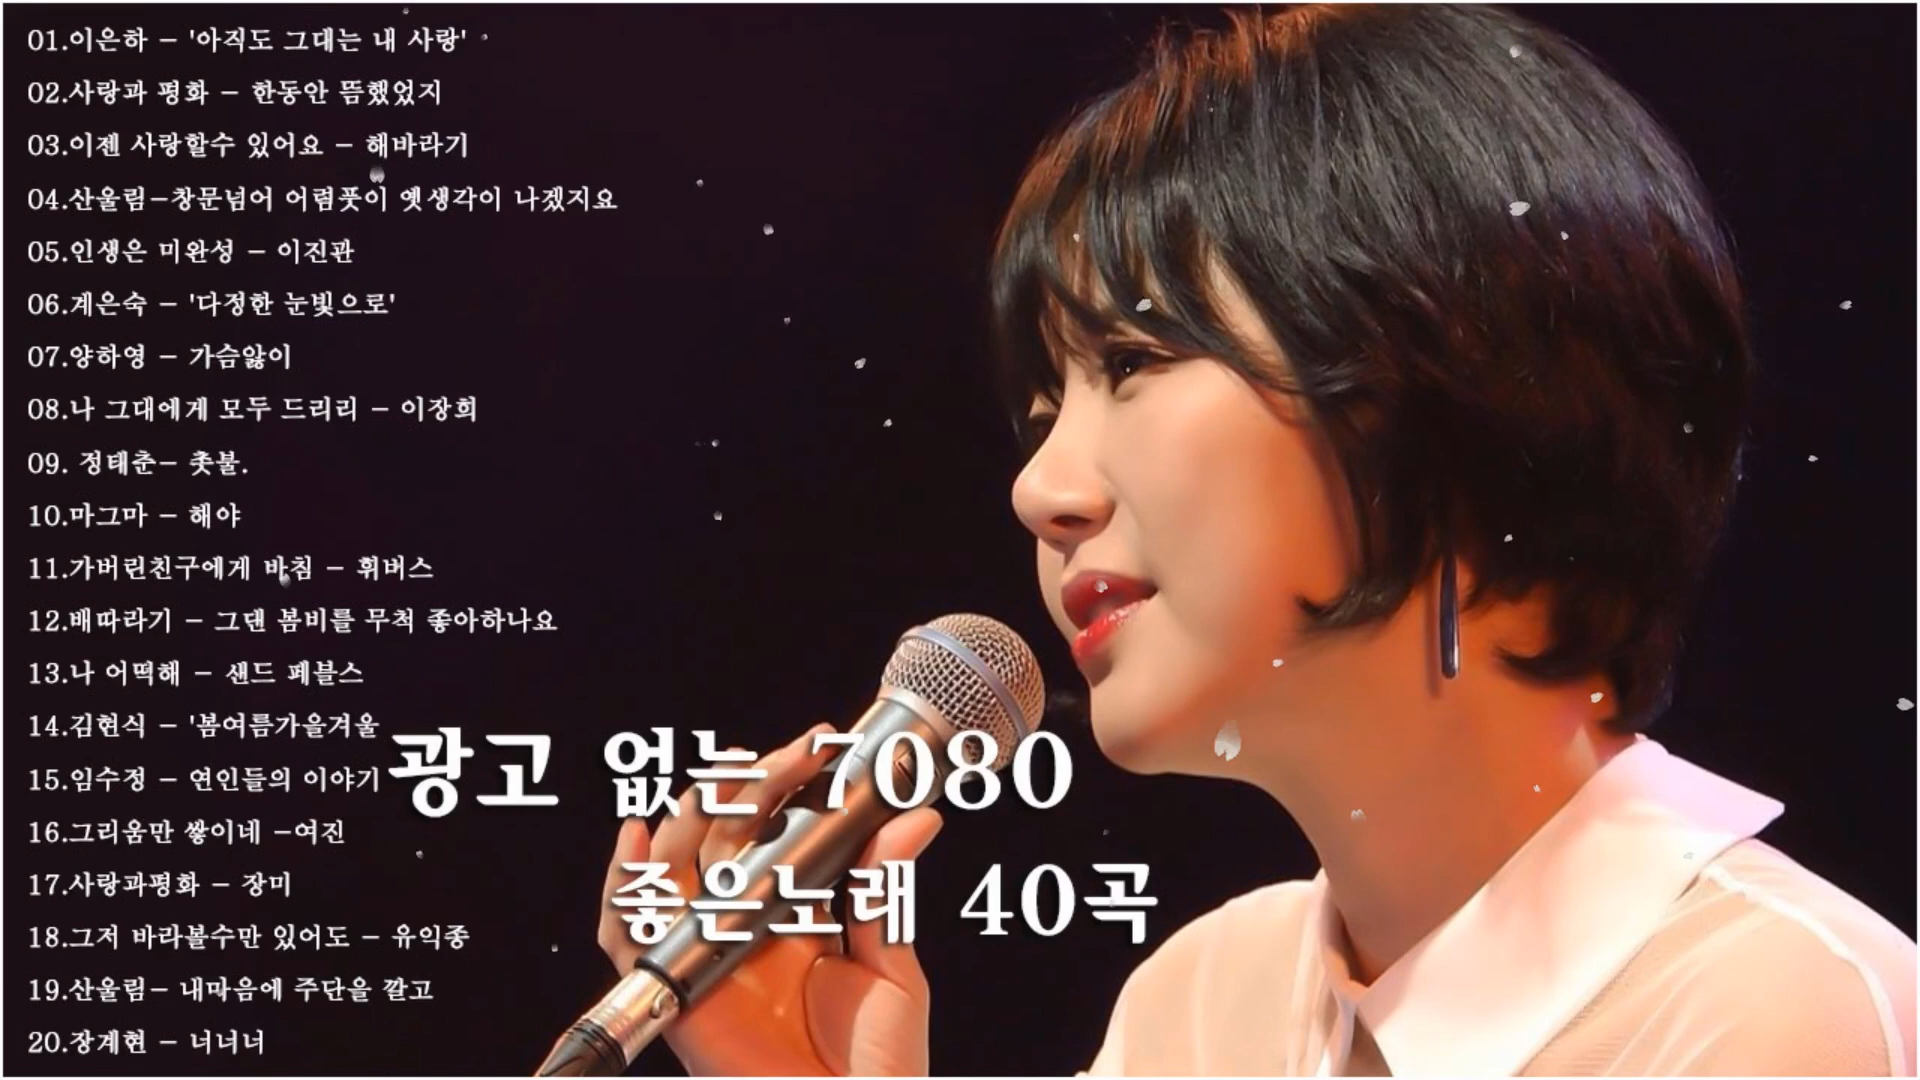 01.이은하 - '아직도 그대는 내 사랑'
02.사랑과 평화 - 한동안 뜸했었지
03.이젠 사랑할수 있어요 - 해바라기
04.산울림-창문넘어 어렴풋이 옛생각이 나겠지요
05.인생은 미완성 - 이진관
06.계은숙 - '다정한 눈빛으로'
07.양하영 - 가슴앓이
08.나 그대에게 모두 드리리 - 이장희
09. 정태춘- 촛불.
10.마그마 - 해야
11.가버린친구에게 바침 - 휘버스
12.배따라기 - 그댄 봄비를 무척 좋아하나요
13.나 어떡해 - 샌드 페블스
14.김현식 - '봄여름가을겨울
15.임수정 - 연인들의 이야기
16.그리움만 쌓이네 -여진
17.사랑과평화 - 장미
18.그저 바라볼수만 있어도 - 유익종
19.산울림- 내마음에 주단을 깔고
20.장계현 - 너너너
광고 없는 7080
좋은노래 40곡